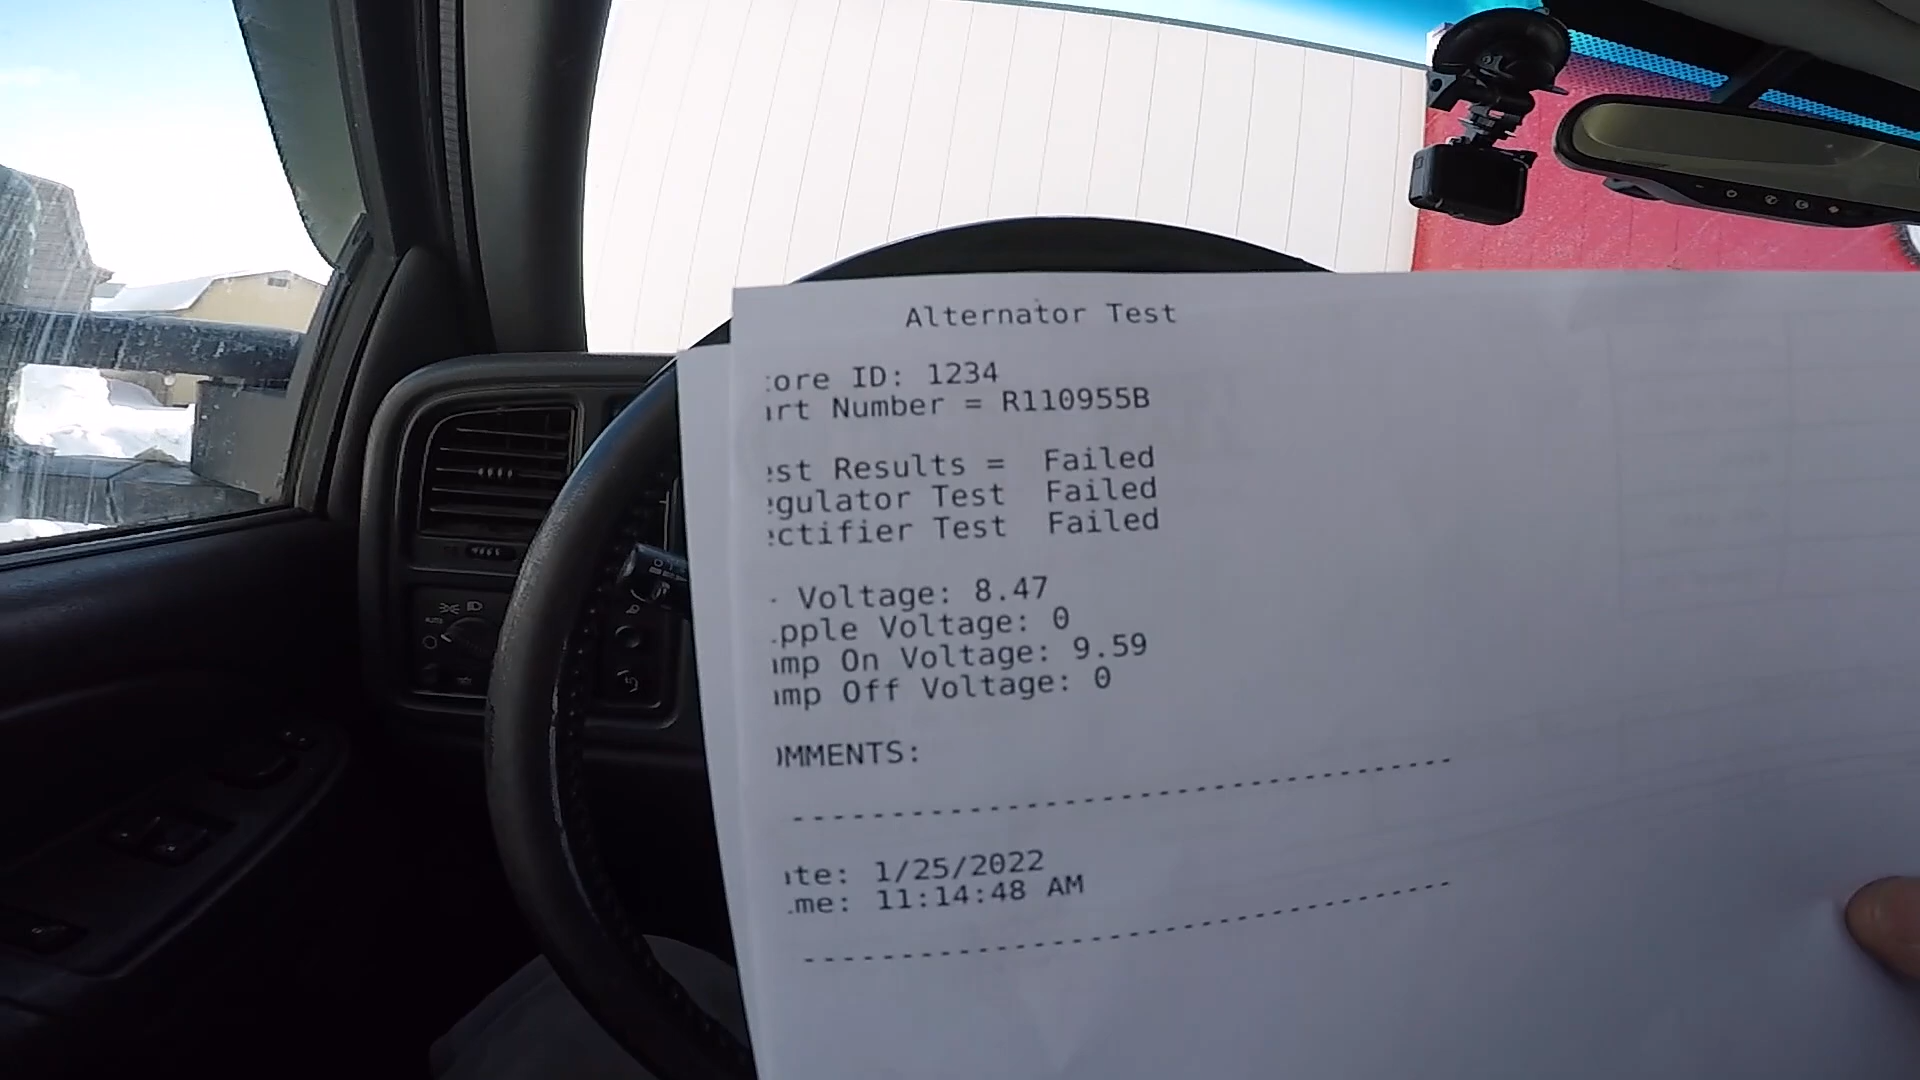 Alternator Test
ore ID: 1234
rt Number = R110955B
st Results = Failed
gulator Test Failed
ctifier Test Failed
Voltage: 8.47
pple Voltage: 0
mp On Voltage: 9.59
mp Off Voltage: 0
MMENTS:
te: 1/25/2022
me: 11:14:48 AM